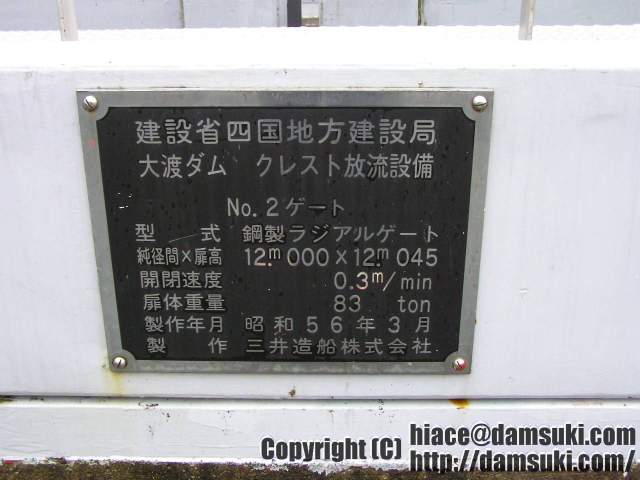 建設省四国地方建設局
大渡ダム クレスト放流設備
No.2ゲート
型式 鋼製ラジアルゲート
純径間×扉高 12.m000×12.m045
開閉速度 0.3m/min
扉体重量 83 ton
製作年月 昭和56年3月
製作 三井造船株式会社
Copyright (C) hiace@damsuki.com
http://damsuki.com/